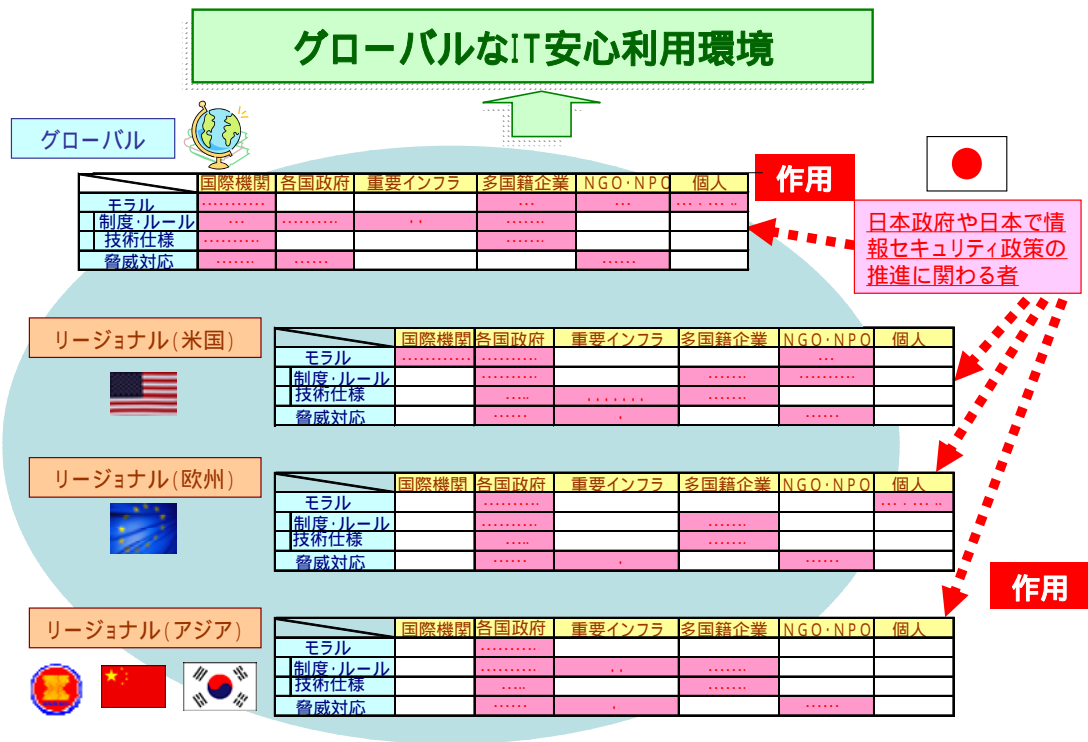 グローバルなIT安心利用環境
グローバル
国際機関 各国政府 重要インフラ 多国籍企業 NGO・NPO 個人
モラル
制度・ルール
技術仕様
脅威対応
作用
日本政府や日本で情
報セキュリティ政策の
推進に関わる者
リージョナル(米国)
国際機関 各国政府 重要インフラ 多国籍企業 NGO・NPO 個人
モラル
制度・ルール
技術仕様
脅威対応
リージョナル(欧州)
国際機関 各国政府 重要インフラ 多国籍企業 NGO・NPO 個人
モラル
制度・ルール
技術仕様
脅威対応
作用
リージョナル(アジア)
国際機関 各国政府 重要インフラ 多国籍企業 NGO・NPO 個人
モラル
制度・ルール
技術仕様
脅威対応